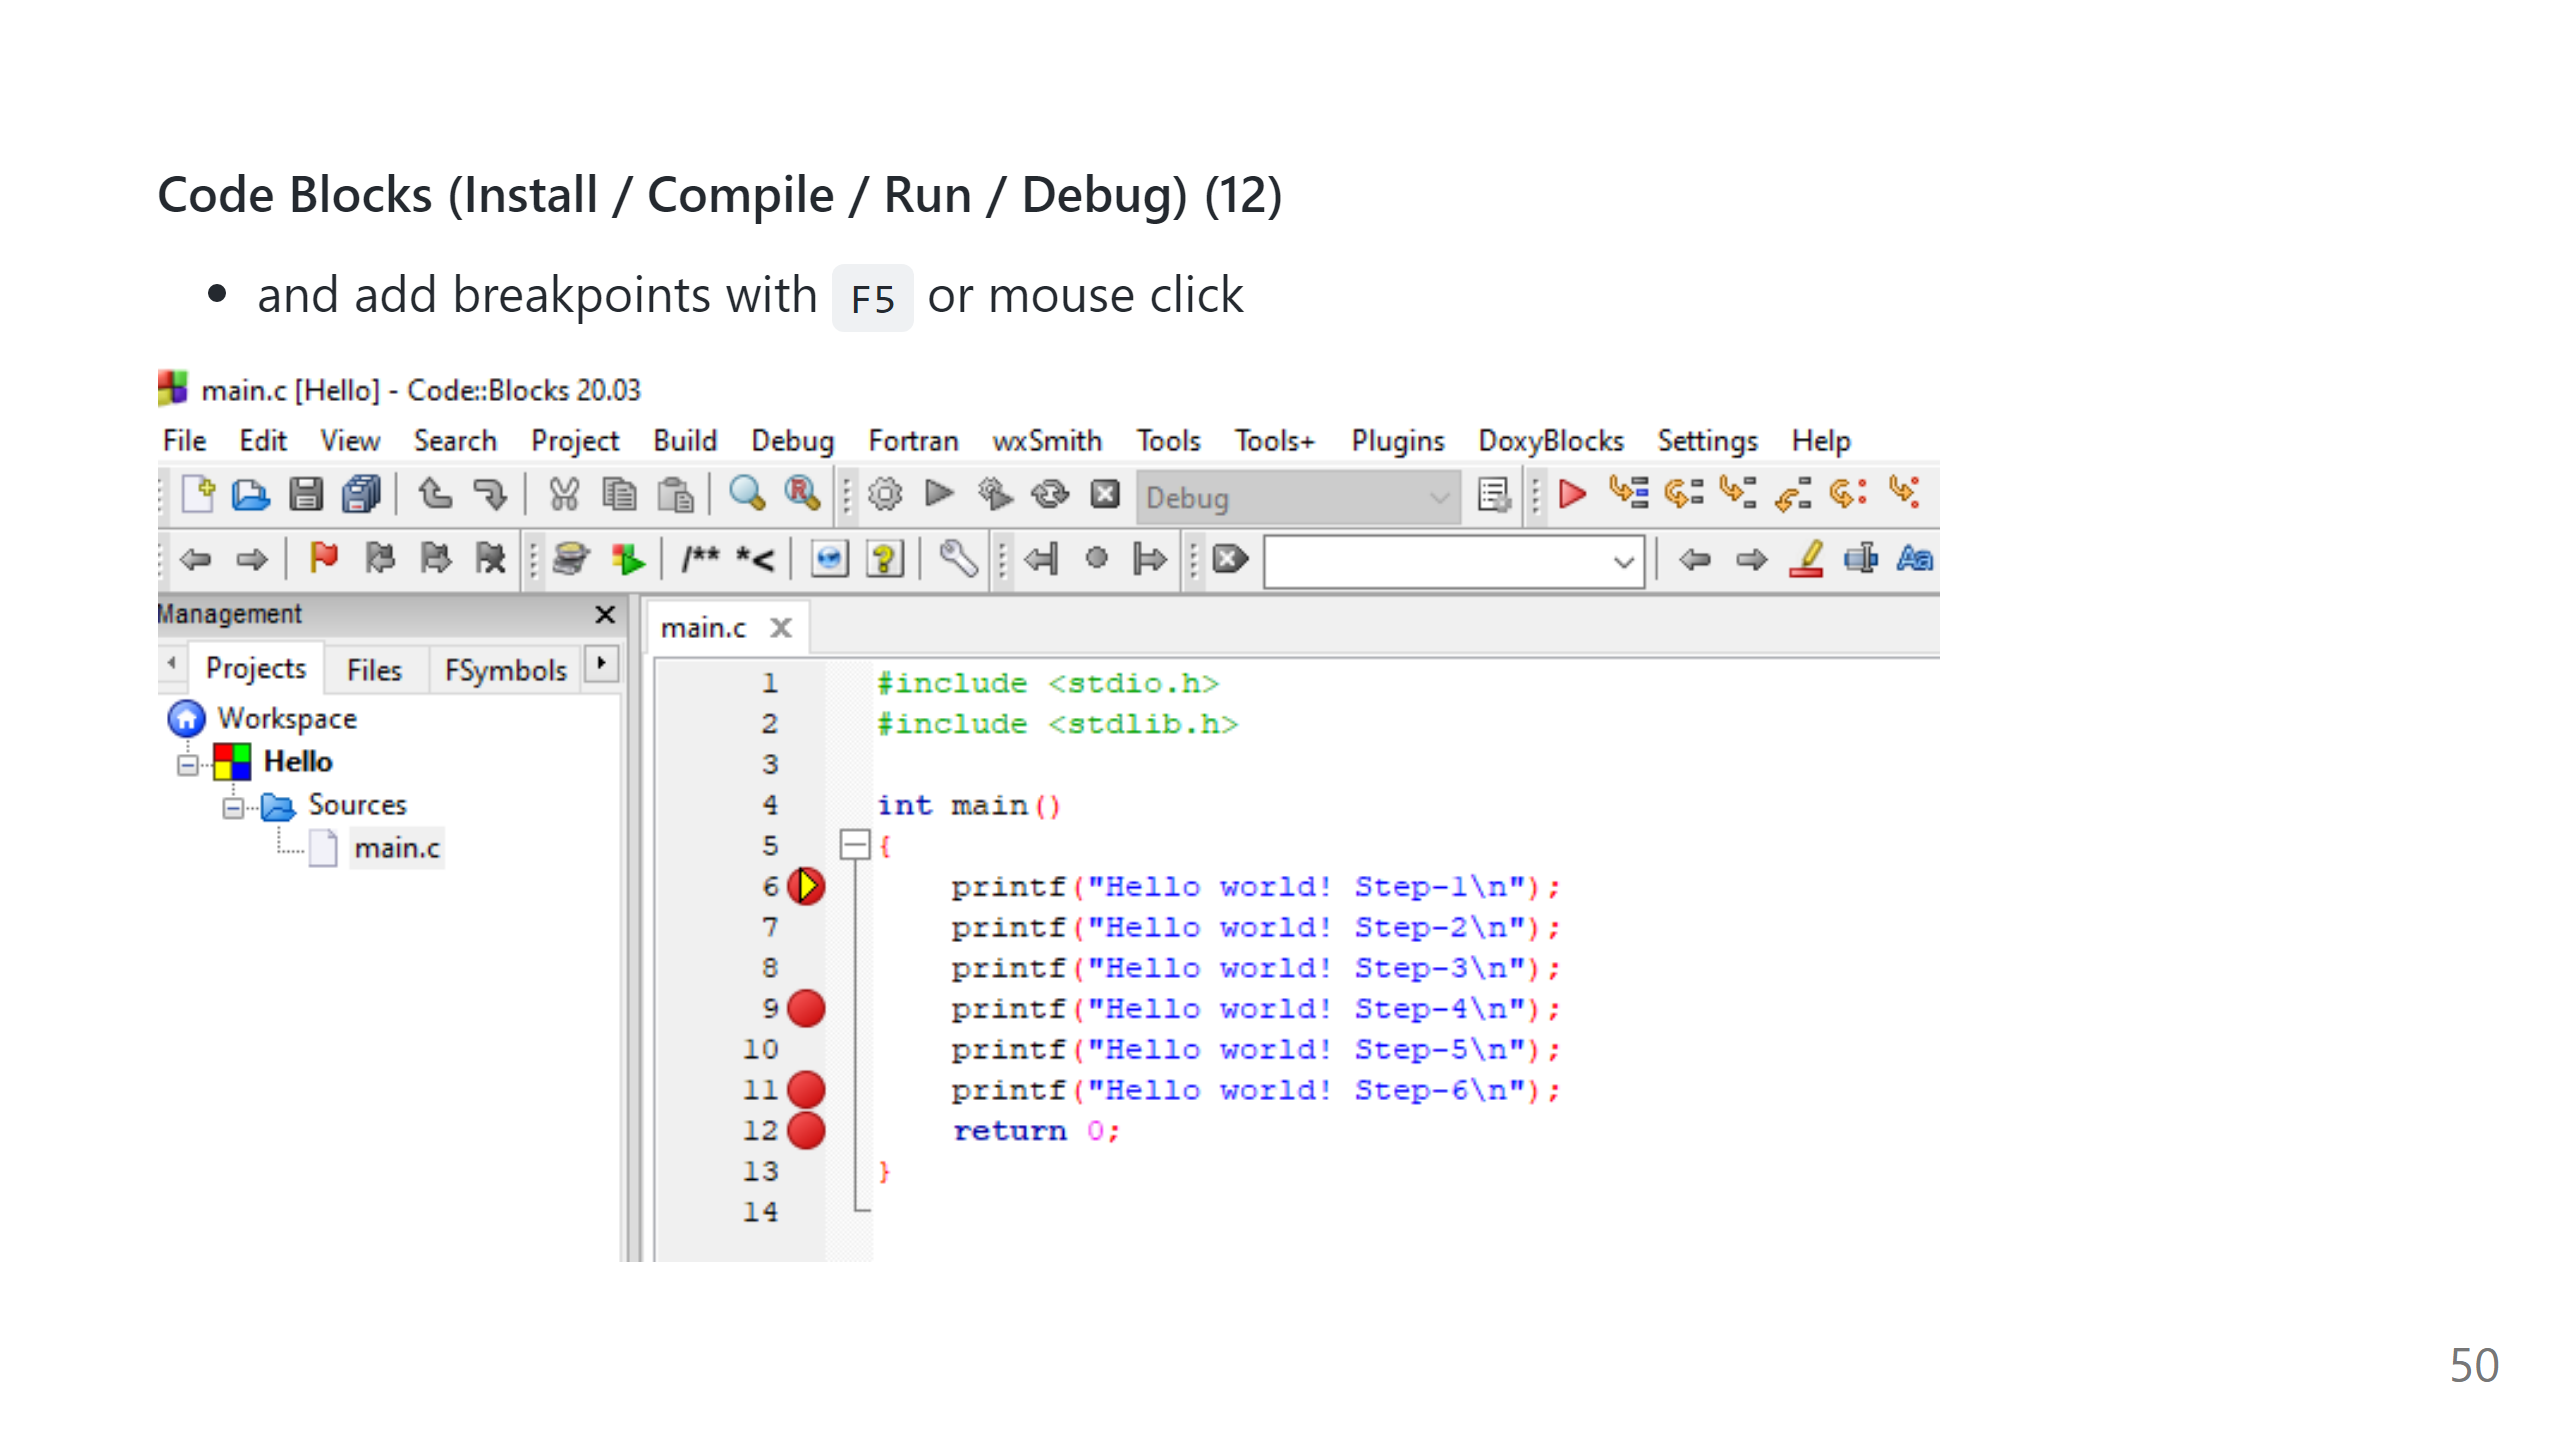 Code Blocks (Install / Compile / Run / Debug) (12)
• and add breakpoints with F5 or mouse click
main.c [Hello] - Code::Blocks 20.03
File Edit View Search Project Build Debug Fortran wxSmith Tools Tools+ Plugins DoxyBlocks Settings Help
Debug
/** *<
Management
main.c
Projects Files FSymbols
Workspace
Hello
Sources
main.c
1 #include <stdio.h>
2 #include <stdlib.h>
3
4 int main()
5 {
6 printf("Hello world! Step-1\n");
7 printf("Hello world! Step-2\n");
8 printf("Hello world! Step-3\n");
9 printf("Hello world! Step-4\n");
10 printf("Hello world! Step-5\n");
11 printf("Hello world! Step-6\n");
12 return 0;
13 }
14
50